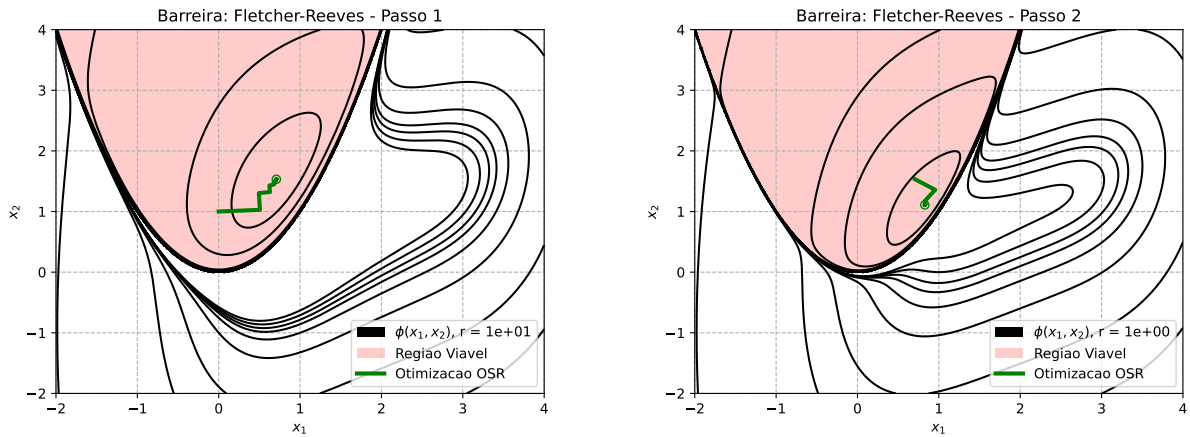 Barreira: Fletcher-Reeves - Passo 1
4
3
2
1
0
−1
−2
x₂
−2 −1 0 1 2 3 4
x₁
ϕ(x₁, x₂), r = 1e+01
Regiao Viavel
Otimizacao OSR
Barreira: Fletcher-Reeves - Passo 2
4
3
2
1
0
−1
−2
x₂
−2 −1 0 1 2 3 4
x₁
ϕ(x₁, x₂), r = 1e+00
Regiao Viavel
Otimizacao OSR